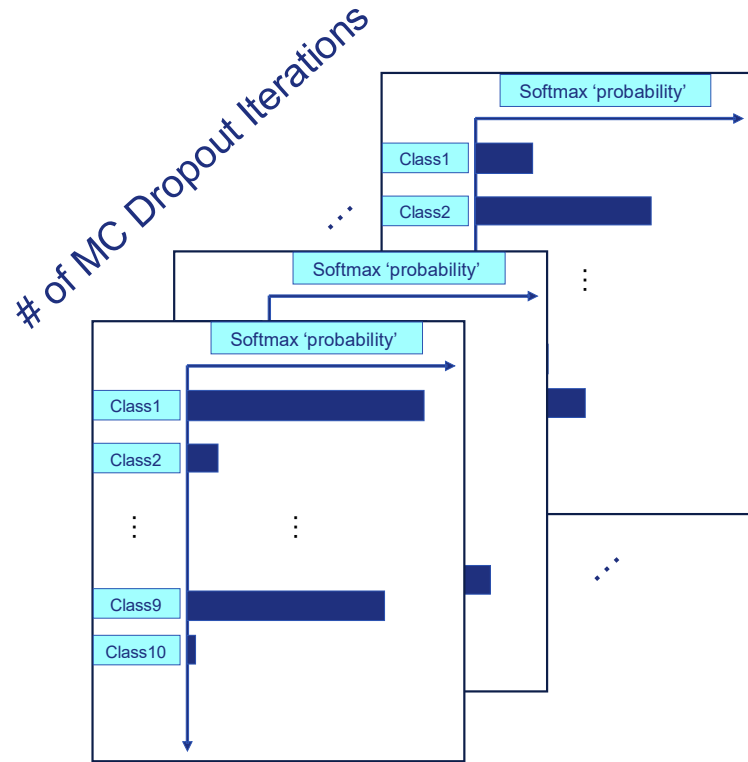 # of MC Dropout Iterations
Softmax ‘probability’
Class1
Class2
Softmax ‘probability’
Softmax ‘probability’
Class1
Class2
Class9
Class10